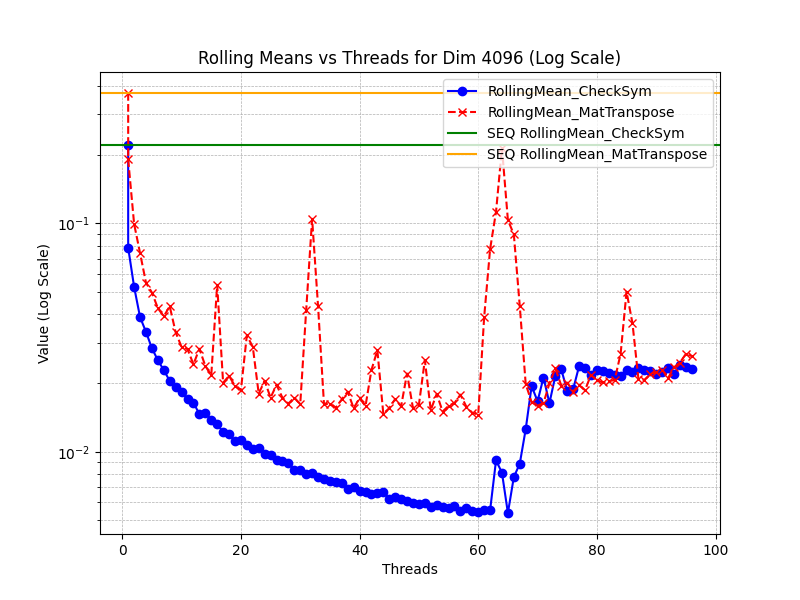 Rolling Means vs Threads for Dim 4096 (Log Scale)
RollingMean_CheckSym
RollingMean_MatTranspose
SEQ RollingMean_CheckSym
SEQ RollingMean_MatTranspose
10⁻¹
10⁻²
Value (Log Scale)
0 20 40 60 80 100
Threads